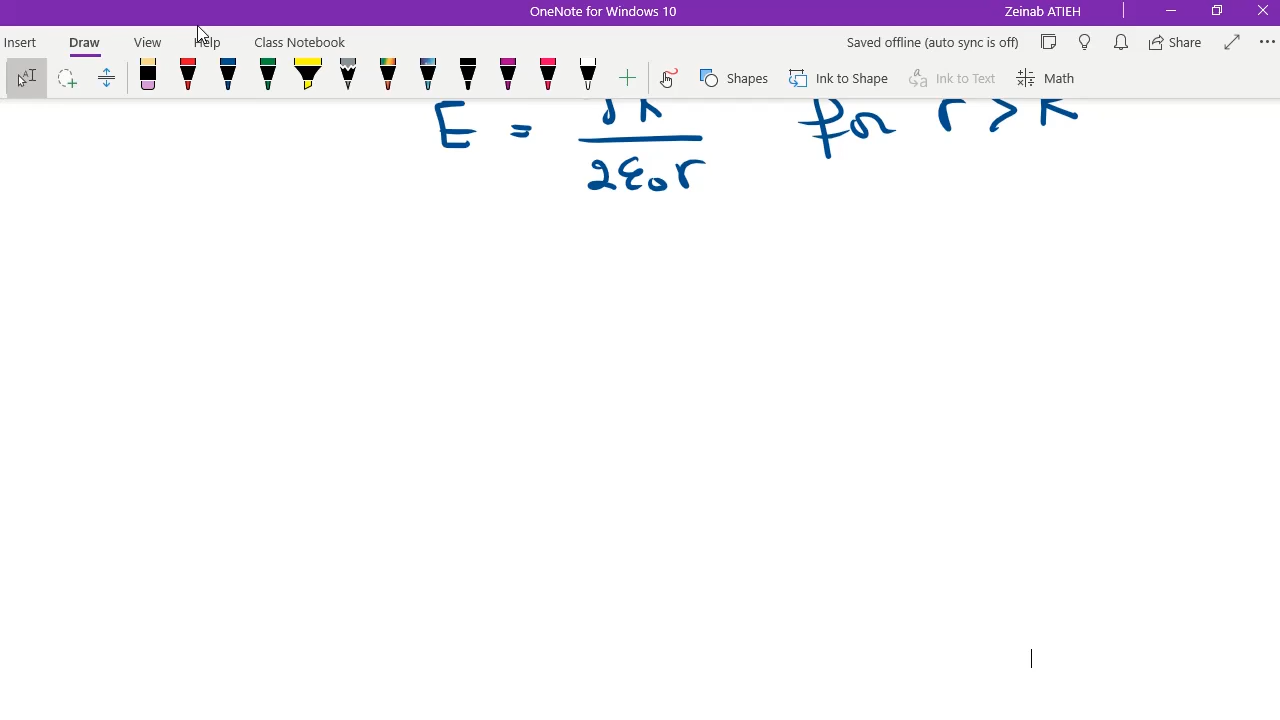 OneNote for Windows 10 Zeinab ATIEH
Insert Draw View Help Class Notebook Saved offline (auto sync is off) Share
Shapes Ink to Shape Ink to Text Math
E = for r > R
2ε₀r